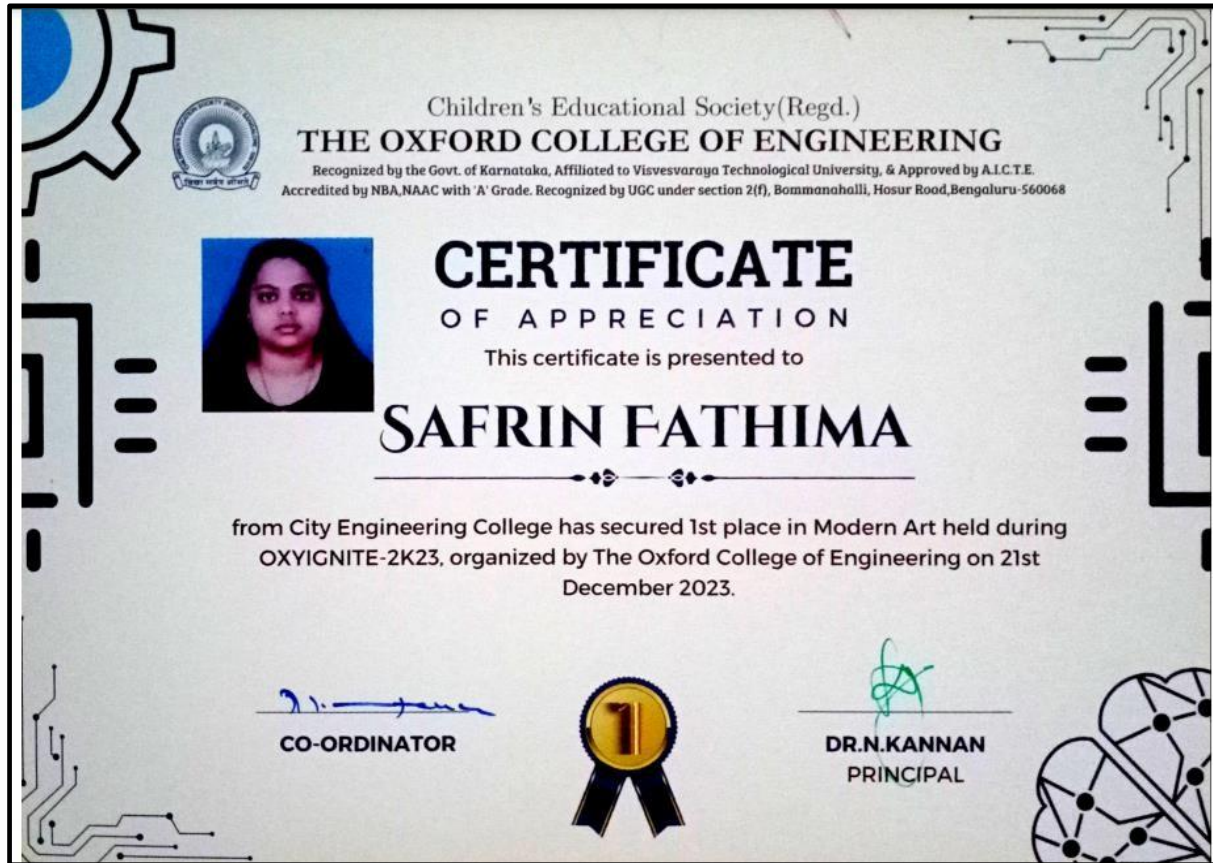 Children's Educational Society(Regd.)
THE OXFORD COLLEGE OF ENGINEERING
Recognized by the Govt. of Karnataka, Affiliated to Visvesvaraya Technological University, & Approved by A.I.C.T.E.
Accredited by NBA,NAAC with 'A' Grade. Recognized by UGC under section 2(f), Bommanahalli, Hosur Road,Bengaluru-560068
CERTIFICATE
OF APPRECIATION
This certificate is presented to
SAFRIN FATHIMA
from City Engineering College has secured 1st place in Modern Art held during
OXYIGNITE-2K23, organized by The Oxford College of Engineering on 21st
December 2023.
1
CO-ORDINATOR
DR.N.KANNAN
PRINCIPAL